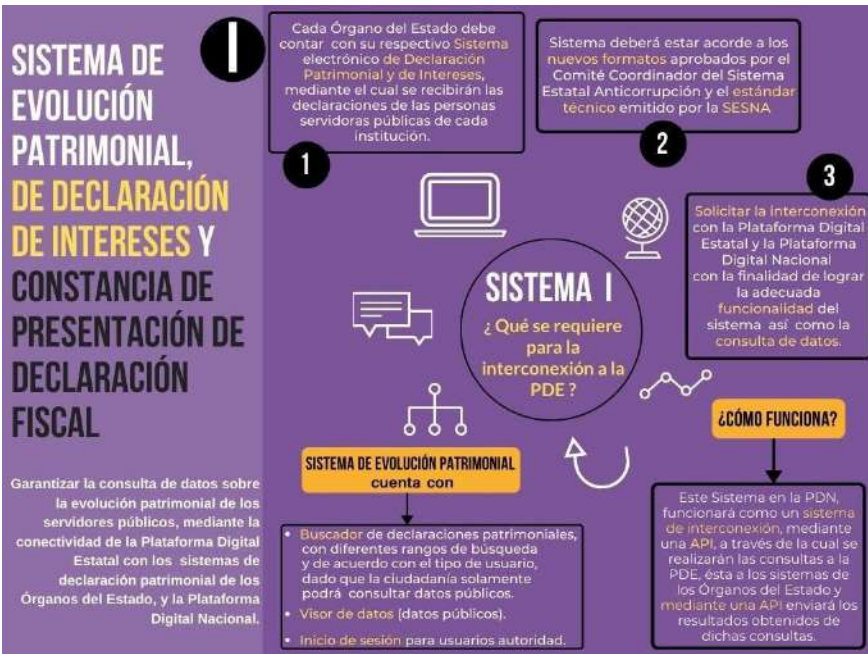 SISTEMA DE
EVOLUCIÓN
PATRIMONIAL,
DE DECLARACIÓN
DE INTERESES Y
CONSTANCIA DE
PRESENTACIÓN DE
DECLARACIÓN
FISCAL
Garantizar la consulta de datos sobre
la evolución patrimonial de los
servidores públicos, mediante la
conectividad de la Plataforma Digital
Estatal con los sistemas de
declaración patrimonial de los
Órganos del Estado, y la Plataforma
Digital Nacional.
I
Cada Órgano del Estado debe
contar con su respectivo Sistema
electrónico de Declaración
Patrimonial y de Intereses,
mediante el cual se recibirán las
declaraciones de las personas
servidoras públicas de cada
institución.
1
Sistema deberá estar acorde a los
nuevos formatos aprobados por el
Comité Coordinador del Sistema
Estatal Anticorrupción y el estándar
técnico emitido por la SESNA
2
3
Solicitar la interconexión
con la Plataforma Digital
Estatal y la Plataforma
Digital Nacional
con la finalidad de lograr
la adecuada
funcionalidad del
sistema así como la
consulta de datos.
SISTEMA I
¿ Qué se requiere
para la
interconexión a la
PDE ?
SISTEMA DE EVOLUCIÓN PATRIMONIAL
cuenta con
• Buscador de declaraciones patrimoniales,
con diferentes rangos de búsqueda
y de acuerdo con el tipo de usuario,
dado que la ciudadanía solamente
podrá consultar datos públicos.
• Visor de datos (datos públicos).
• Inicio de sesión para usuarios autoridad.
¿CÓMO FUNCIONA?
Este Sistema en la PDN,
funcionará como un sistema
de interconexión, mediante
una API, a través de la cual se
realizarán las consultas a la
PDE, ésta a los sistemas de
los Órganos del Estado y
mediante una API enviará los
resultados obtenidos de
dichas consultas.